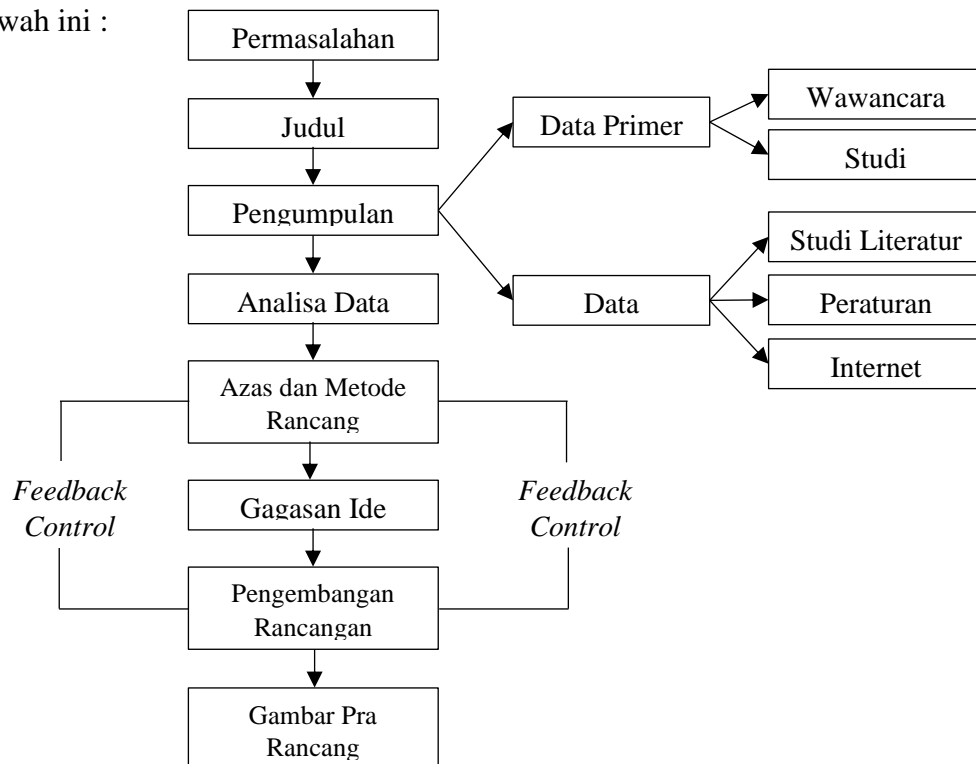 wah ini :
Permasalahan
Judul
Pengumpulan
Analisa Data
Azas dan Metode
Rancang
Gagasan Ide
Pengembangan
Rancangan
Gambar Pra
Rancang
Data Primer
Data
Wawancara
Studi
Studi Literatur
Peraturan
Internet
Feedback
Control
Feedback
Control